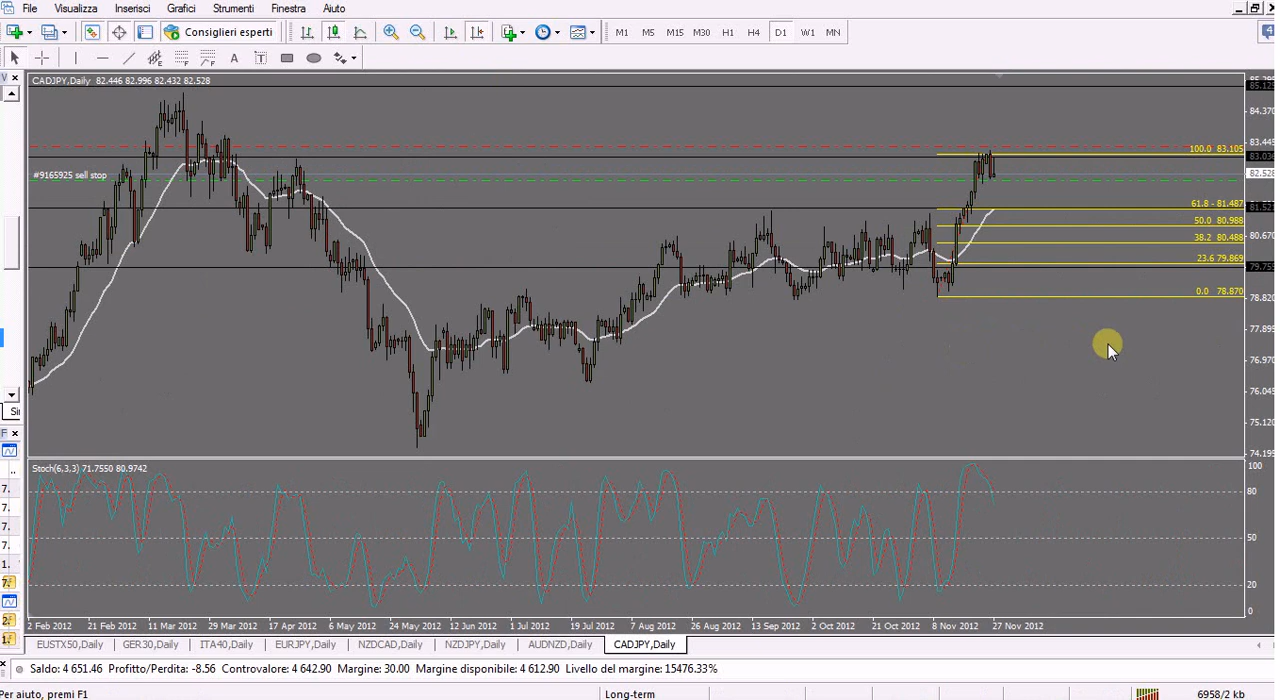 File Visualizza Inserisci Grafici Strumenti Finestra Aiuto
Consiglieri esperti M1 M5 M15 M30 H1 H4 D1 W1 MN 4
A T
CADJPY,Daily 82.446 82.996 82.432 82.528
84.370
100.0 83.105
83.445
83.036
#9165925 sell stop
82.528
61.8 - 81.487
81.521
50.0 80.988
38.2 80.488
80.670
23.6 79.869
79.755
0.0 78.870
78.820
77.895
76.970
76.045
75.120
74.195
Stoch(6,3,3) 71.7550 80.9742
100
80
50
20
0
2 Feb 2012 21 Feb 2012 11 Mar 2012 29 Mar 2012 17 Apr 2012 6 May 2012 24 May 2012 12 Jun 2012 1 Jul 2012 19 Jul 2012 7 Aug 2012 26 Aug 2012 13 Sep 2012 2 Oct 2012 21 Oct 2012 8 Nov 2012 27 Nov 2012
EUSTX50,Daily GER30,Daily ITA40,Daily EURJPY,Daily NZDCAD,Daily NZDJPY,Daily AUDNZD,Daily CADJPY,Daily
Saldo: 4 651.46 Profitto/Perdita: -8.56 Controvalore: 4 642.90 Margine: 30.00 Margine disponibile: 4 612.90 Livello del margine: 15476.33%
Per aiuto, premi F1 Long-term 6958/2 kb